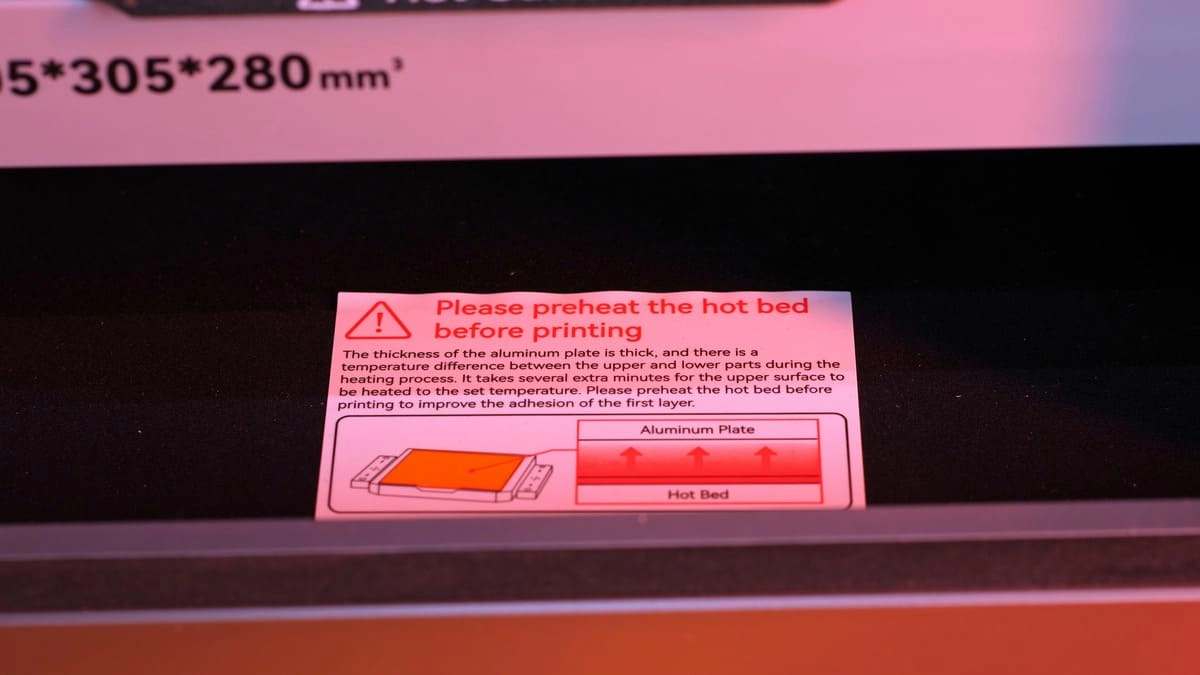 5*305*280mm³
Please preheat the hot bed
before printing
The thickness of the aluminum plate is thick, and there is a
temperature difference between the upper and lower parts during the
heating process. It takes several extra minutes for the upper surface to
be heated to the set temperature. Please preheat the hot bed before
printing to improve the adhesion of the first layer.
Aluminum Plate
Hot Bed